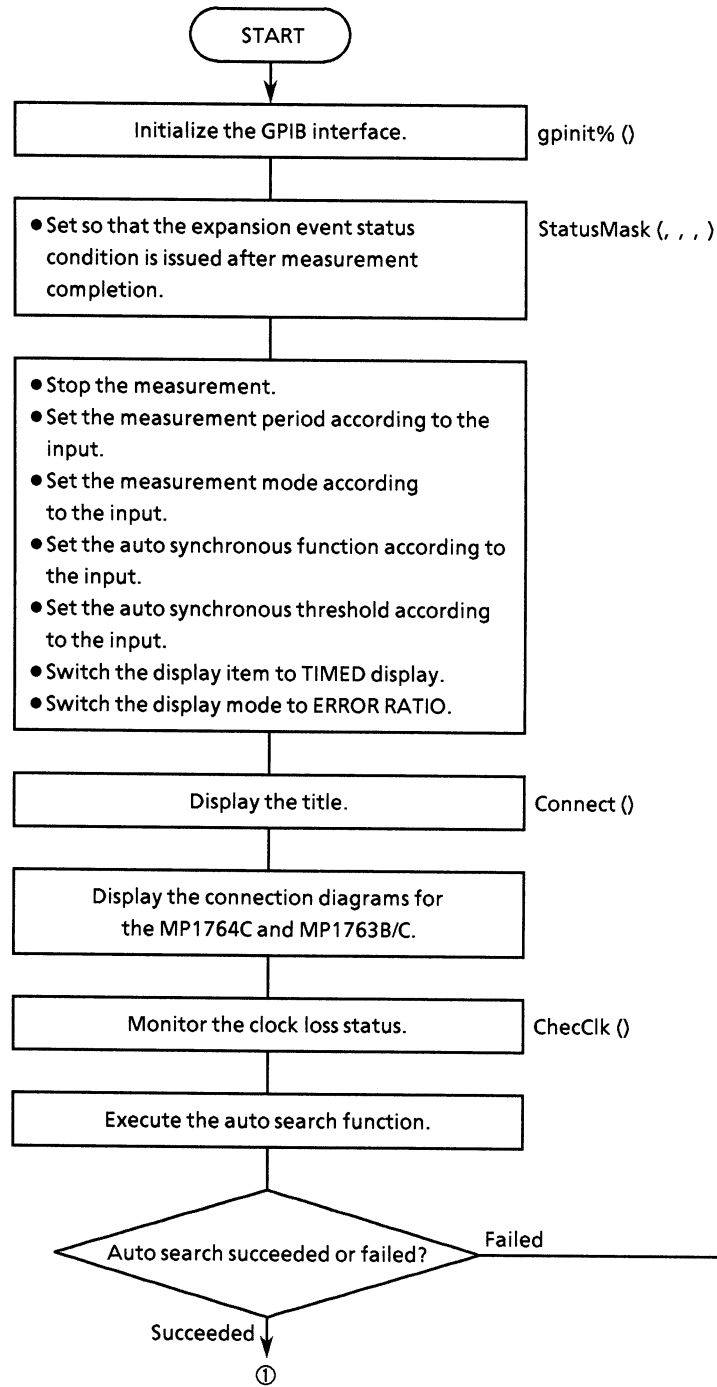 START
Initialize the GPIB interface.
gpinit% ()
● Set so that the expansion event status
condition is issued after measurement
completion.
StatusMask (, , , )
● Stop the measurement.
● Set the measurement period according to the
input.
● Set the measurement mode according
to the input.
● Set the auto synchronous function according to
the input.
● Set the auto synchronous threshold according
to the input.
● Switch the display item to TIMED display.
● Switch the display mode to ERROR RATIO.
Display the title.
Connect ()
Display the connection diagrams for
the MP1764C and MP1763B/C.
Monitor the clock loss status.
ChecClk ()
Execute the auto search function.
Auto search succeeded or failed?
Failed
Succeeded
①